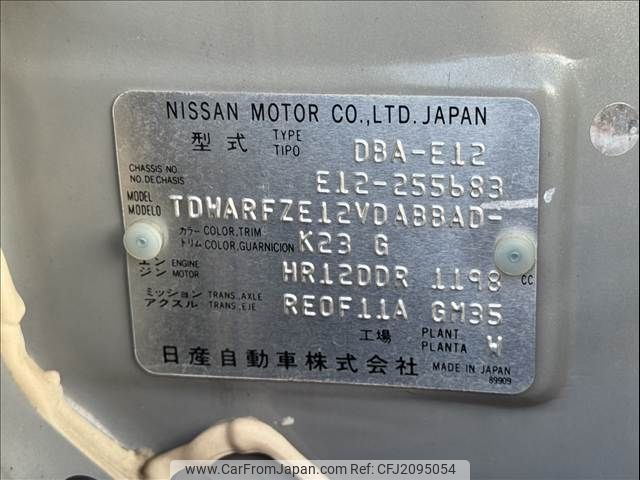 NISSAN MOTOR CO.,LTD. JAPAN
型式 TYPE TIPO DBA-E12
CHASSIS NO. NO. DE CHASIS E12-255683
MODEL MODELO TDWARFZE12VDABBAD-
カラー COLOR, TRIM
トリム COLOR, GUARNICION K23 G
エンジン ENGINE MOTOR HR12DDR 1198 CC
ミッション TRANS., AXLE
アクスル TRANS., EJE RE0F11A GM35
工場 PLANT PLANTA W
日産自動車株式会社 MADE IN JAPAN
89909
www.CarFromJapan.com | Stock No: CFJ2095054